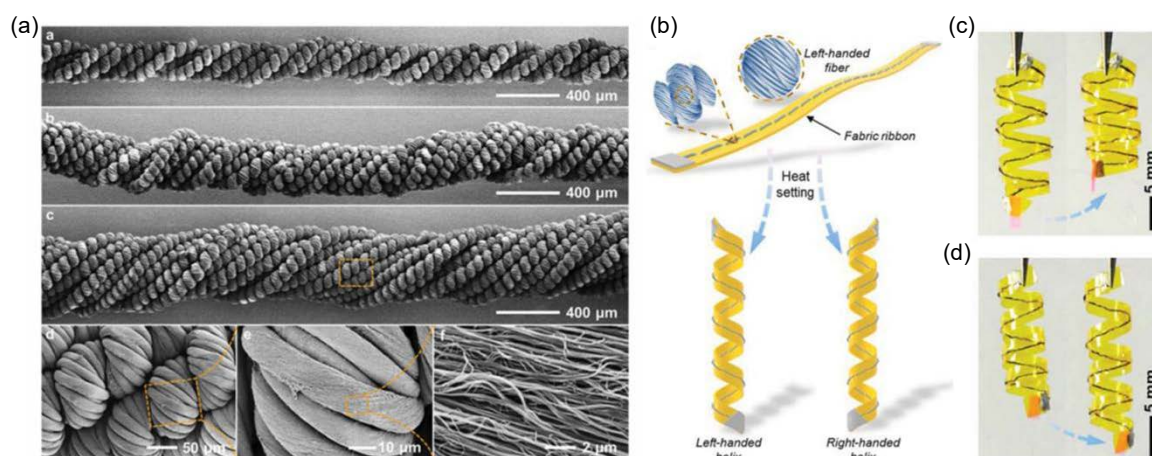 (a)
a
400 µm
b
400 µm
c
400 µm
d
50 µm
e
10 µm
f
2 µm
(b)
Left-handed
fiber
Fabric ribbon
Heat
setting
Left-handed
Right-handed
(c)
5 mm
(d)
5 mm